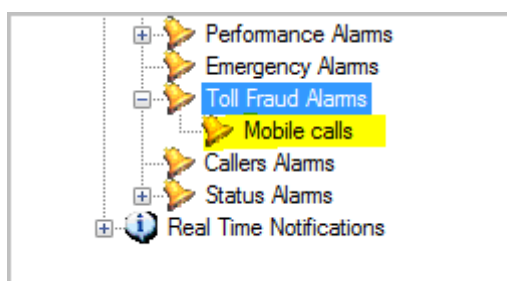 Performance Alarms
Emergency Alarms
Toll Fraud Alarms
Mobile calls
Callers Alarms
Status Alarms
Real Time Notifications